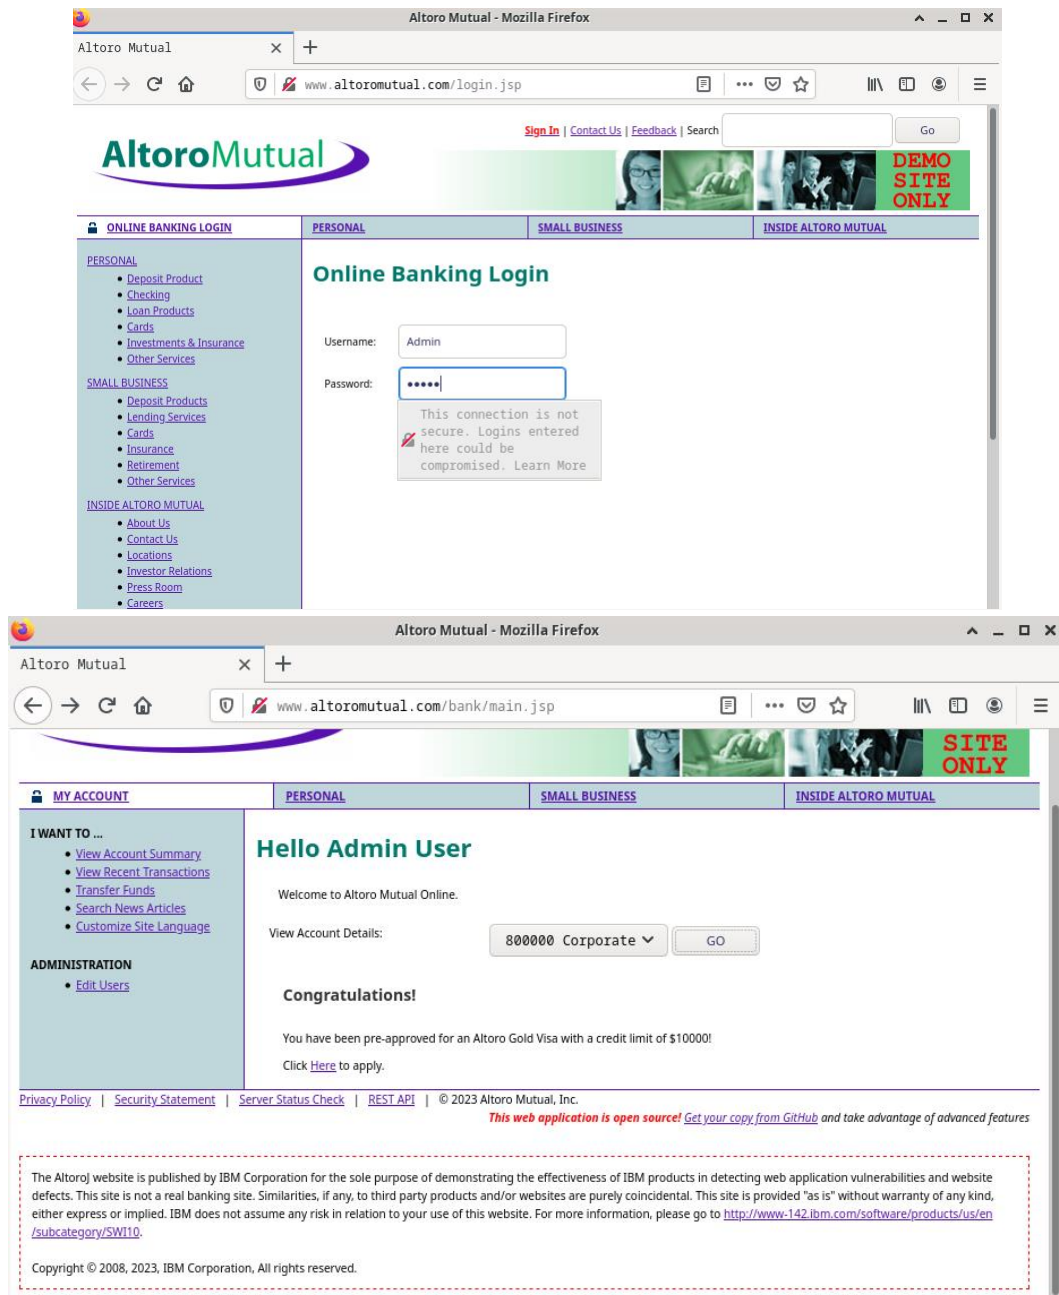 Altoro Mutual - Mozilla Firefox
Altoro Mutual
www.altoromutual.com/login.jsp
Sign In | Contact Us | Feedback | Search
Go
AltoroMutual
DEMO
SITE
ONLY
ONLINE BANKING LOGIN
PERSONAL
SMALL BUSINESS
INSIDE ALTORO MUTUAL
PERSONAL
Deposit Product
Checking
Loan Products
Cards
Investments & Insurance
Other Services
SMALL BUSINESS
Deposit Products
Lending Services
Cards
Insurance
Retirement
Other Services
INSIDE ALTORO MUTUAL
About Us
Contact Us
Locations
Investor Relations
Press Room
Careers
Online Banking Login
Username: Admin
Password: •••••
This connection is not
secure. Logins entered
here could be
compromised. Learn More
Altoro Mutual - Mozilla Firefox
Altoro Mutual
www.altoromutual.com/bank/main.jsp
SITE
ONLY
MY ACCOUNT
PERSONAL
SMALL BUSINESS
INSIDE ALTORO MUTUAL
I WANT TO ...
View Account Summary
View Recent Transactions
Transfer Funds
Search News Articles
Customize Site Language
ADMINISTRATION
Edit Users
Hello Admin User
Welcome to Altoro Mutual Online.
View Account Details: 800000 Corporate GO
Congratulations!
You have been pre-approved for an Altoro Gold Visa with a credit limit of $10000!
Click Here to apply.
Privacy Policy | Security Statement | Server Status Check | REST API | © 2023 Altoro Mutual, Inc.
This web application is open source! Get your copy from GitHub and take advantage of advanced features
The AltoroJ website is published by IBM Corporation for the sole purpose of demonstrating the effectiveness of IBM products in detecting web application vulnerabilities and website
defects. This site is not a real banking site. Similarities, if any, to third party products and/or websites are purely coincidental. This site is provided "as is" without warranty of any kind,
either express or implied. IBM does not assume any risk in relation to your use of this website. For more information, please go to http://www-142.ibm.com/software/products/us/en
/subcategory/SWI10.
Copyright © 2008, 2023, IBM Corporation, All rights reserved.